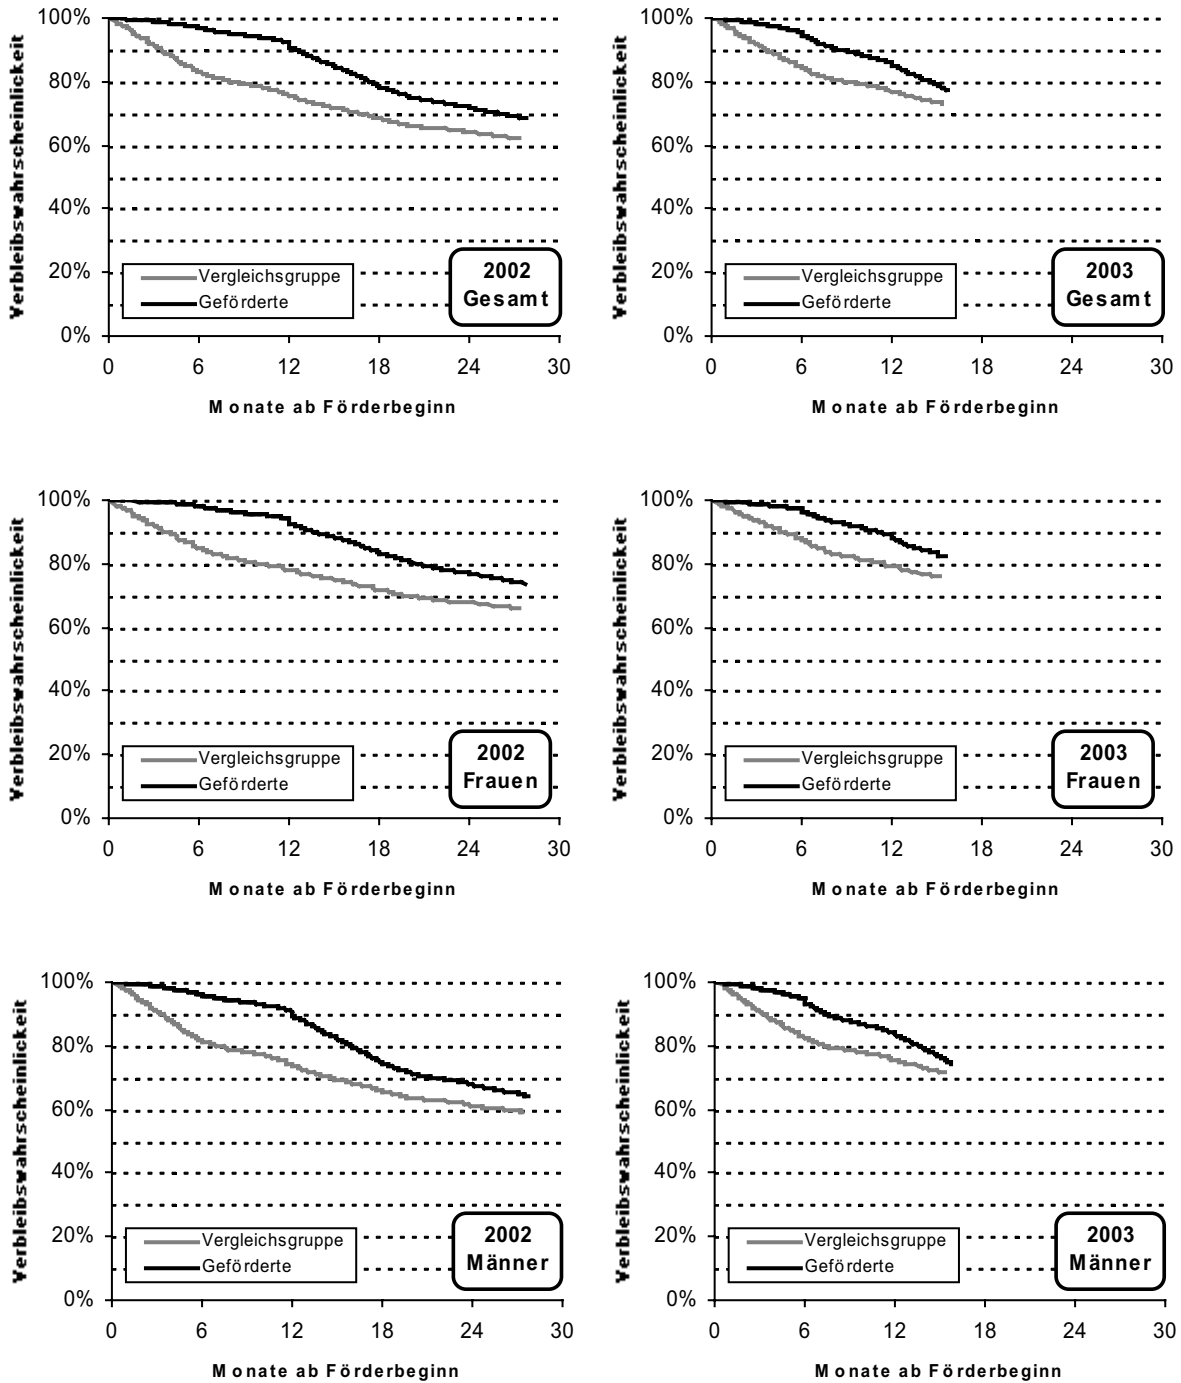 100%
80%
60%
40%
20%
0%
Verbleibswahrscheinlickeit
Vergleichsgruppe
Geförderte
2002
Gesamt
0 6 12 18 24 30
Monate ab Förderbeginn
100%
80%
60%
40%
20%
0%
Verbleibswahrscheinlickeit
Vergleichsgruppe
Geförderte
2003
Gesamt
0 6 12 18 24 30
Monate ab Förderbeginn
100%
80%
60%
40%
20%
0%
Verbleibswahrscheinlickeit
Vergleichsgruppe
Geförderte
2002
Frauen
0 6 12 18 24 30
Monate ab Förderbeginn
100%
80%
60%
40%
20%
0%
Verbleibswahrscheinlickeit
Vergleichsgruppe
Geförderte
2003
Frauen
0 6 12 18 24 30
Monate ab Förderbeginn
100%
80%
60%
40%
20%
0%
Verbleibswahrscheinlickeit
Vergleichsgruppe
Geförderte
2002
Männer
0 6 12 18 24 30
Monate ab Förderbeginn
100%
80%
60%
40%
20%
0%
Verbleibswahrscheinlickeit
Vergleichsgruppe
Geförderte
2003
Männer
0 6 12 18 24 30
Monate ab Förderbeginn